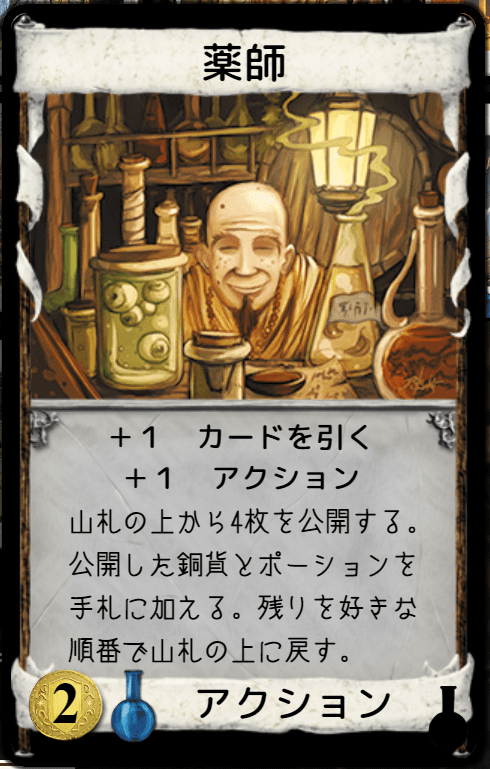 薬師
＋１　カードを引く
＋１　アクション
山札の上から4枚を公開する。
公開した銅貨とポーションを
手札に加える。残りを好きな
順番で山札の上に戻す。
2 アクション